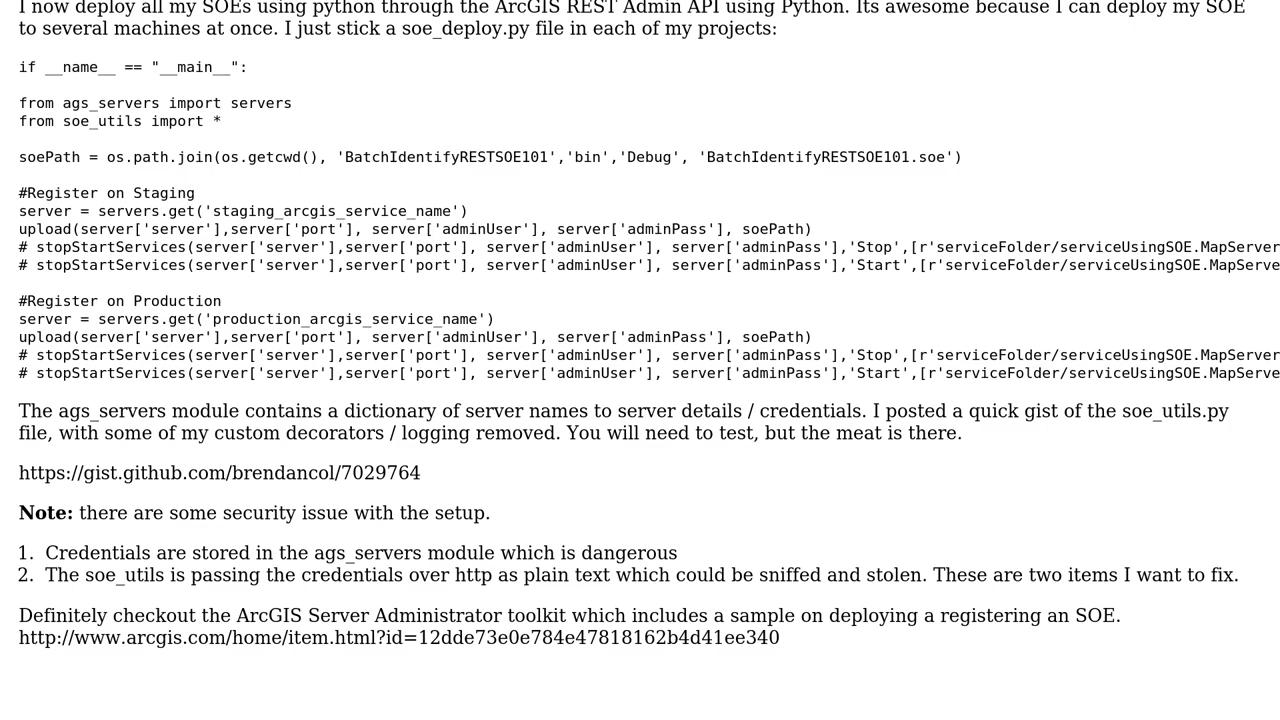 I now deploy all my SOEs using python through the ArcGIS REST Admin API using Python. Its awesome because I can deploy my SOE
to several machines at once. I just stick a soe_deploy.py file in each of my projects:
if __name__ == "__main__":
from ags_servers import servers
from soe_utils import *
soePath = os.path.join(os.getcwd(), 'BatchIdentifyRESTSOE101','bin','Debug', 'BatchIdentifyRESTSOE101.soe')
#Register on Staging
server = servers.get('staging_arcgis_service_name')
upload(server['server'],server['port'], server['adminUser'], server['adminPass'], soePath)
# stopStartServices(server['server'],server['port'], server['adminUser'], server['adminPass'],'Stop',[r'serviceFolder/serviceUsingSOE.MapServer
# stopStartServices(server['server'],server['port'], server['adminUser'], server['adminPass'],'Start',[r'serviceFolder/serviceUsingSOE.MapServe
#Register on Production
server = servers.get('production_arcgis_service_name')
upload(server['server'],server['port'], server['adminUser'], server['adminPass'], soePath)
# stopStartServices(server['server'],server['port'], server['adminUser'], server['adminPass'],'Stop',[r'serviceFolder/serviceUsingSOE.MapServer
# stopStartServices(server['server'],server['port'], server['adminUser'], server['adminPass'],'Start',[r'serviceFolder/serviceUsingSOE.MapServe
The ags_servers module contains a dictionary of server names to server details / credentials. I posted a quick gist of the soe_utils.py
file, with some of my custom decorators / logging removed. You will need to test, but the meat is there.
https://gist.github.com/brendancol/7029764
Note: there are some security issue with the setup.
1. Credentials are stored in the ags_servers module which is dangerous
2. The soe_utils is passing the credentials over http as plain text which could be sniffed and stolen. These are two items I want to fix.
Definitely checkout the ArcGIS Server Administrator toolkit which includes a sample on deploying a registering an SOE.
http://www.arcgis.com/home/item.html?id=12dde73e0e784e47818162b4d41ee340